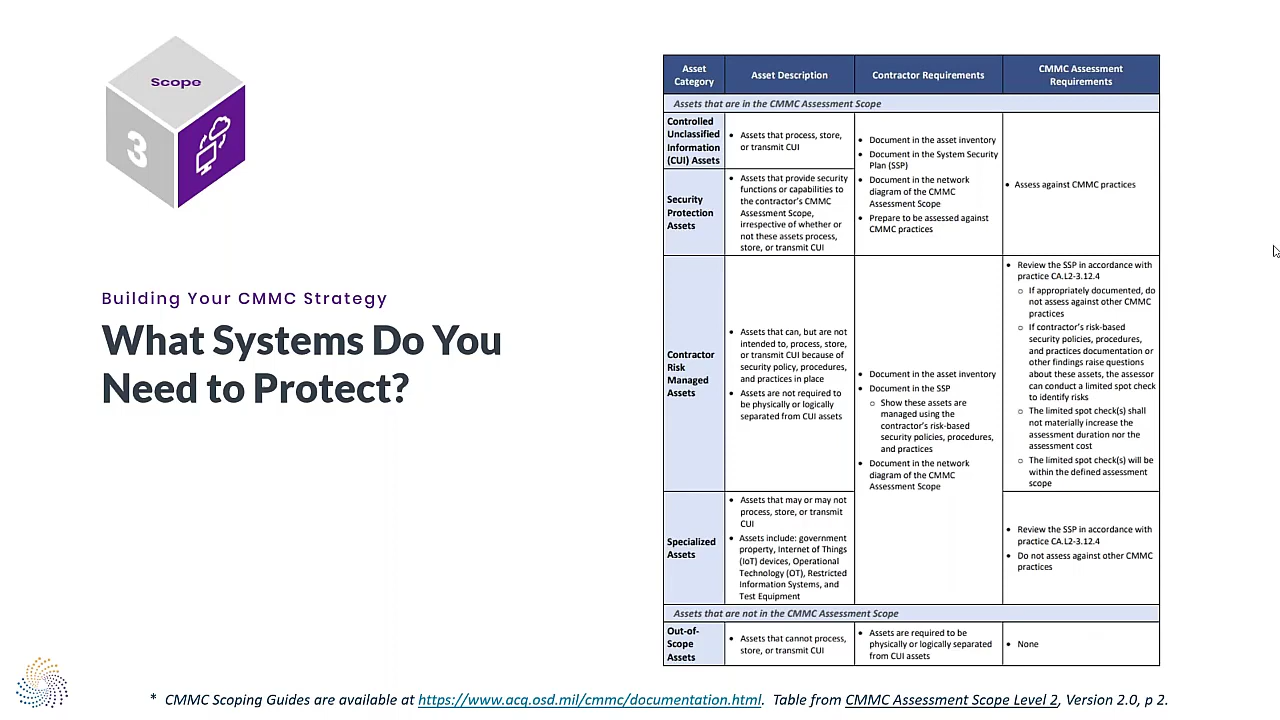 Scope
3
Building Your CMMC Strategy
What Systems Do You
Need to Protect?
Asset
Category
Asset Description
Contractor Requirements
CMMC Assessment
Requirements
Assets that are in the CMMC Assessment Scope
Controlled
Unclassified
Information
(CUI) Assets
• Assets that process, store,
or transmit CUI
• Document in the asset inventory
• Document in the System Security
Plan (SSP)
• Document in the network
diagram of the CMMC
Assessment Scope
• Prepare to be assessed against
CMMC practices
• Assess against CMMC practices
Security
Protection
Assets
• Assets that provide security
functions or capabilities to
the contractor's CMMC
Assessment Scope,
irrespective of whether or
not these assets process,
store, or transmit CUI
Contractor
Risk
Managed
Assets
• Assets that can, but are not
intended to, process, store,
or transmit CUI because of
security policy, procedures,
and practices in place
• Assets are not required to
be physically or logically
separated from CUI assets
• Document in the asset inventory
• Document in the SSP
o Show these assets are
managed using the
contractor's risk-based
security policies, procedures,
and practices
• Document in the network
diagram of the CMMC
Assessment Scope
• Review the SSP in accordance with
practice CA.L2-3.12.4
o If appropriately documented, do
not assess against other CMMC
practices
o If contractor's risk-based
security policies, procedures,
and practices documentation or
other findings raise questions
about these assets, the assessor
can conduct a limited spot check
to identify risks
o The limited spot check(s) shall
not materially increase the
assessment duration nor the
assessment cost
o The limited spot check(s) will be
within the defined assessment
scope
Specialized
Assets
• Assets that may or may not
process, store, or transmit
CUI
• Assets include: government
property, Internet of Things
(IoT) devices, Operational
Technology (OT), Restricted
Information Systems, and
Test Equipment
• Review the SSP in accordance with
practice CA.L2-3.12.4
• Do not assess against other CMMC
practices
Assets that are not in the CMMC Assessment Scope
Out-of-
Scope
Assets
• Assets that cannot process,
store, or transmit CUI
• Assets are required to be
physically or logically separated
from CUI assets
• None
* CMMC Scoping Guides are available at https://www.acq.osd.mil/cmmc/documentation.html. Table from CMMC Assessment Scope Level 2, Version 2.0, p 2.